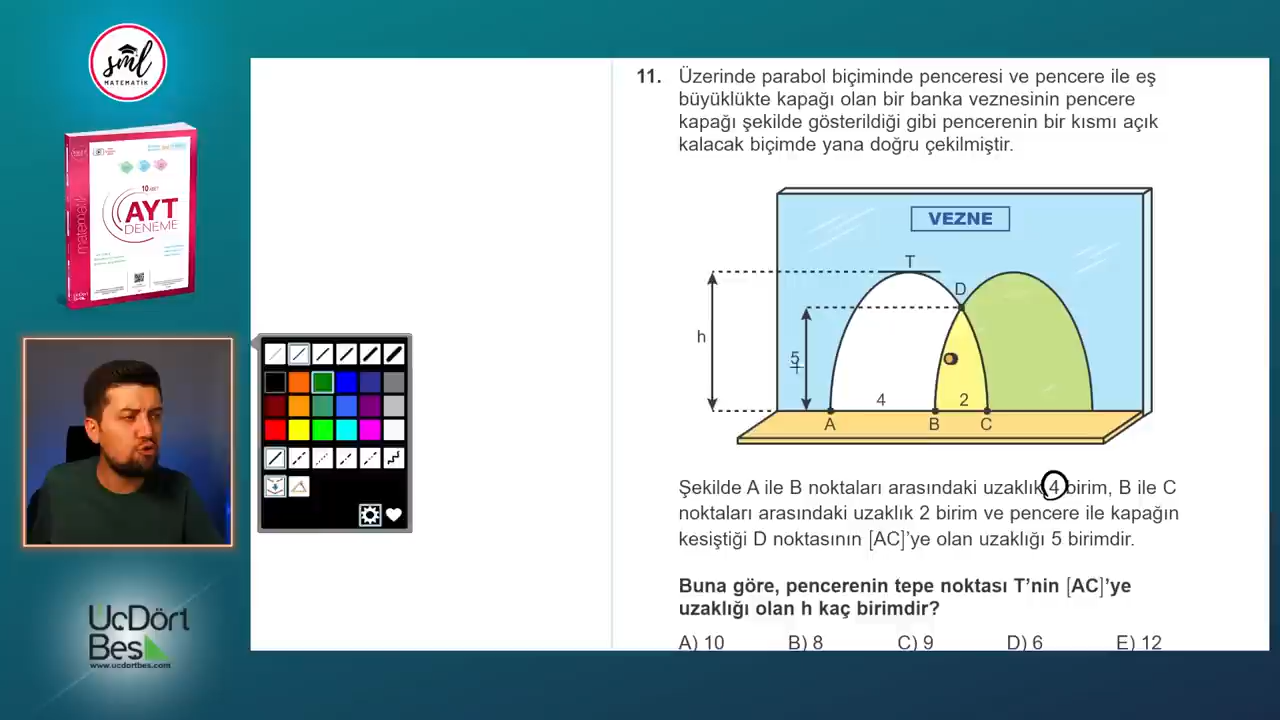 sml
MATEMATİK
10 ADET
AYT
DENEME
matematik
ÜçDört
Beş
www.ucdortbes.com
11. Üzerinde parabol biçiminde penceresi ve pencere ile eş
büyüklükte kapağı olan bir banka veznesinin pencere
kapağı şekilde gösterildiği gibi pencerenin bir kısmı açık
kalacak biçimde yana doğru çekilmiştir.
VEZNE
T
D
h
5
4
2
A B C
Şekilde A ile B noktaları arasındaki uzaklık 4 birim, B ile C
noktaları arasındaki uzaklık 2 birim ve pencere ile kapağın
kesiştiği D noktasının [AC]’ye olan uzaklığı 5 birimdir.
Buna göre, pencerenin tepe noktası T’nin [AC]’ye
uzaklığı olan h kaç birimdir?
A) 10 B) 8 C) 9 D) 6 E) 12